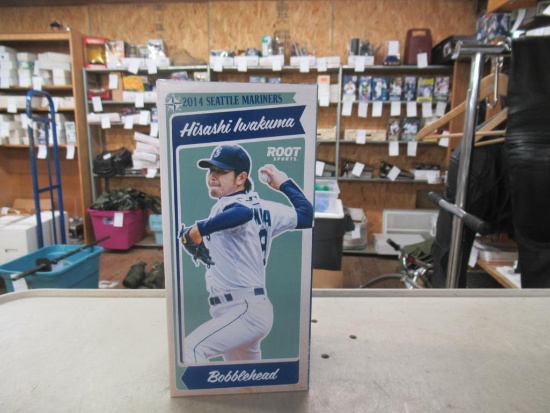 2014 SEATTLE MARINERS
Hisashi Iwakuma
ROOT
SPORTS.
Bobblehead